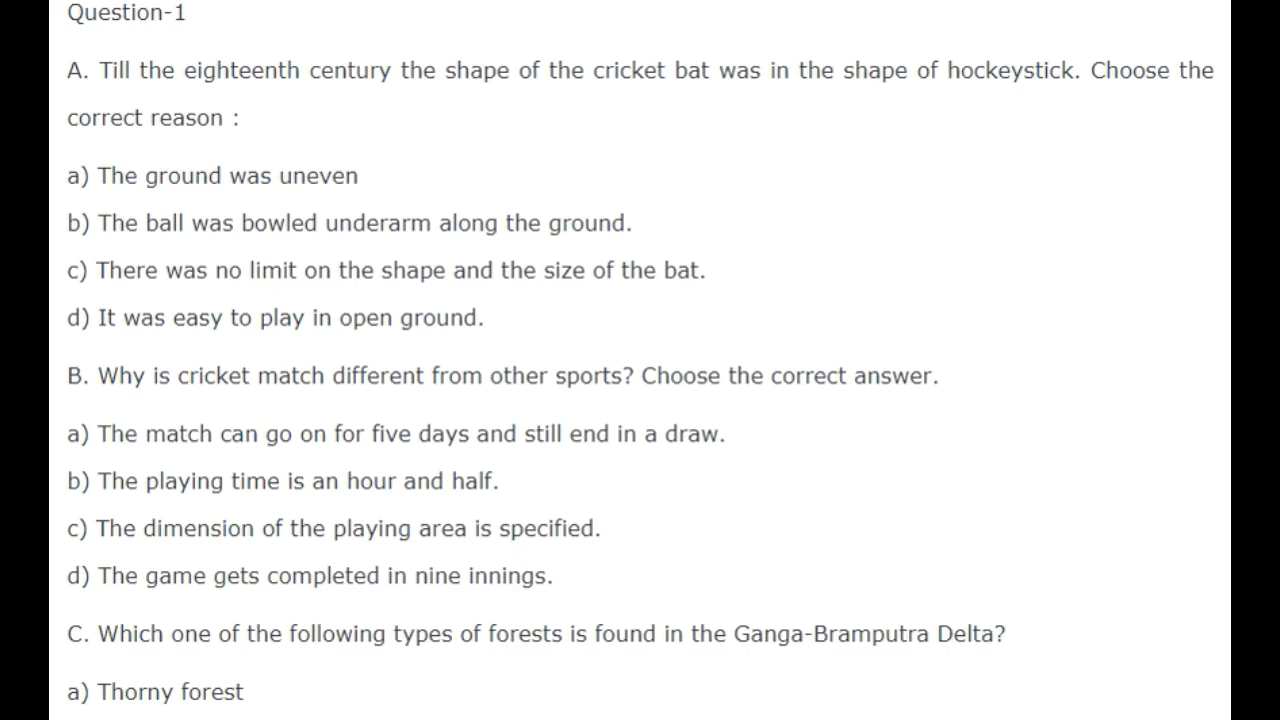 Question-1
A. Till the eighteenth century the shape of the cricket bat was in the shape of hockeystick. Choose the
correct reason :
a) The ground was uneven
b) The ball was bowled underarm along the ground.
c) There was no limit on the shape and the size of the bat.
d) It was easy to play in open ground.
B. Why is cricket match different from other sports? Choose the correct answer.
a) The match can go on for five days and still end in a draw.
b) The playing time is an hour and half.
c) The dimension of the playing area is specified.
d) The game gets completed in nine innings.
C. Which one of the following types of forests is found in the Ganga-Bramputra Delta?
a) Thorny forest